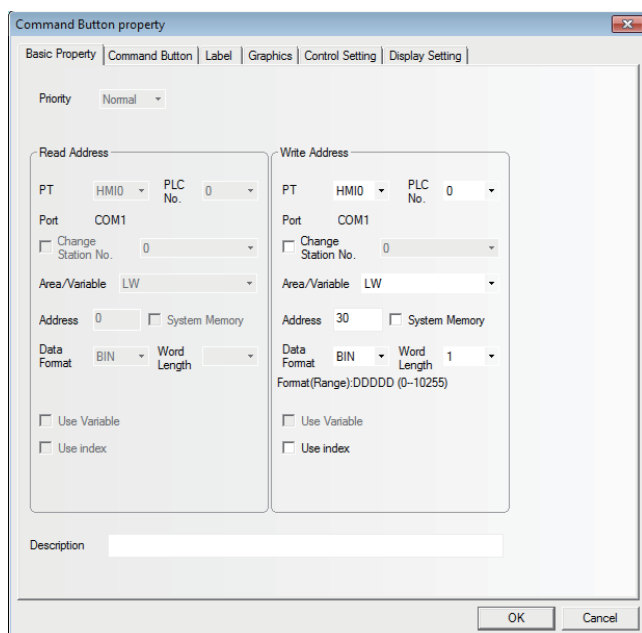 Command Button property
Basic Property Command Button Label Graphics Control Setting Display Setting
Priority Normal
Read Address
PT HMI0 PLC No. 0
Port COM1
Change Station No. 0
Area/Variable LW
Address 0 System Memory
Data Format BIN Word Length
Use Variable
Use index
Write Address
PT HMI0 PLC No. 0
Port COM1
Change Station No. 0
Area/Variable LW
Address 30 System Memory
Data Format BIN Word Length 1
Format(Range):DDDDD (0--10255)
Use Variable
Use index
Description
OK Cancel